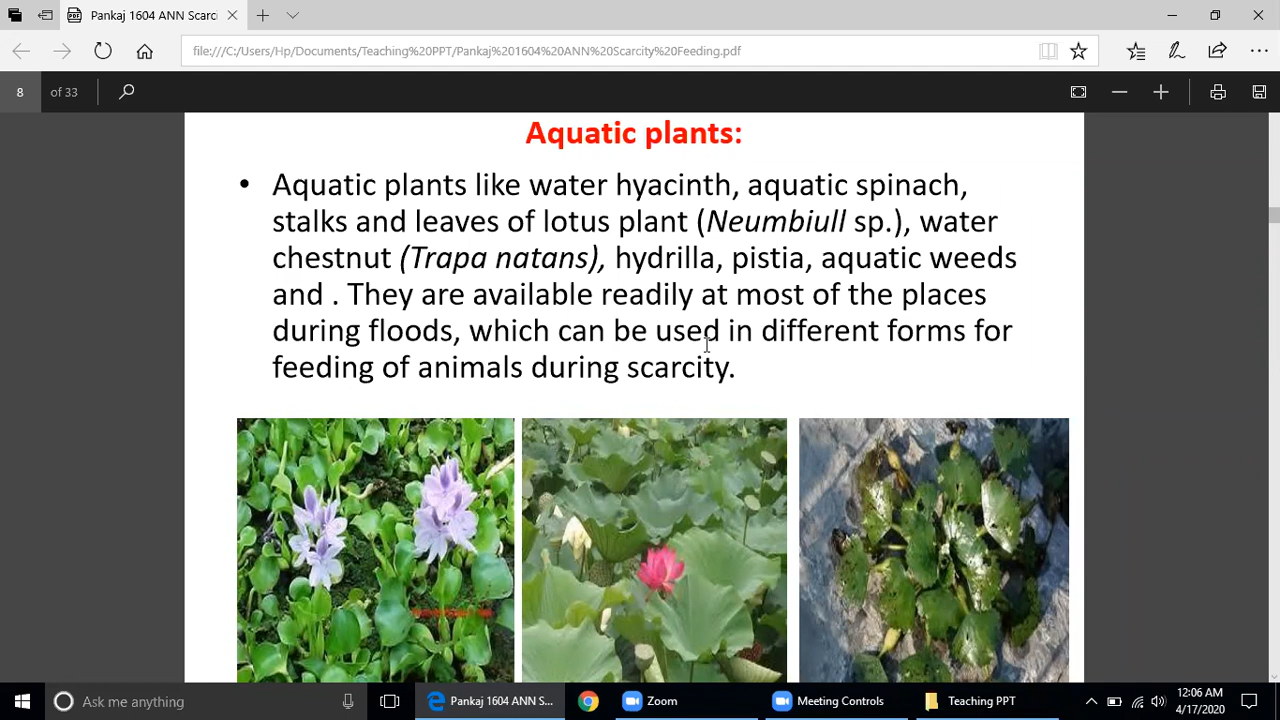 Pankaj 1604 ANN Scarci
file:///C:/Users/Hp/Documents/Teaching%20PPT/Pankaj%201604%20ANN%20Scarcity%20Feeding.pdf
8 of 33
Aquatic plants:
• Aquatic plants like water hyacinth, aquatic spinach,
stalks and leaves of lotus plant (Neumbiull sp.), water
chestnut (Trapa natans), hydrilla, pistia, aquatic weeds
and . They are available readily at most of the places
during floods, which can be used in different forms for
feeding of animals during scarcity.
Ask me anything
Pankaj 1604 ANN S...
Zoom
Meeting Controls
Teaching PPT
12:06 AM
4/17/2020